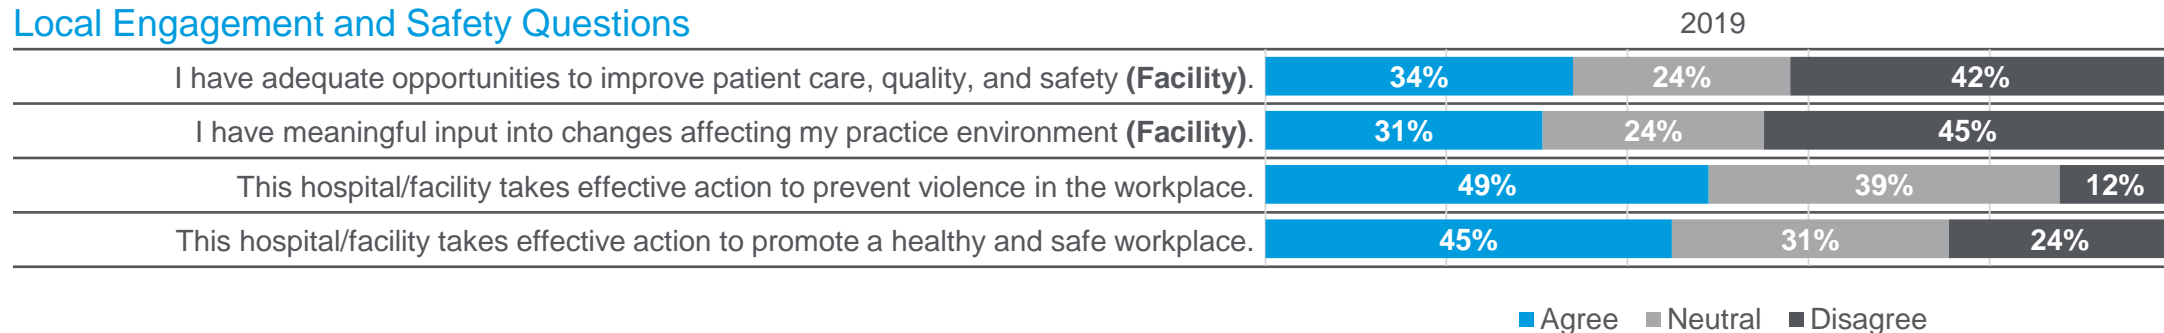 Local Engagement and Safety Questions 2019
I have adequate opportunities to improve patient care, quality, and safety (Facility). 34% 24% 42%
I have meaningful input into changes affecting my practice environment (Facility). 31% 24% 45%
This hospital/facility takes effective action to prevent violence in the workplace. 49% 39% 12%
This hospital/facility takes effective action to promote a healthy and safe workplace. 45% 31% 24%
Agree Neutral Disagree